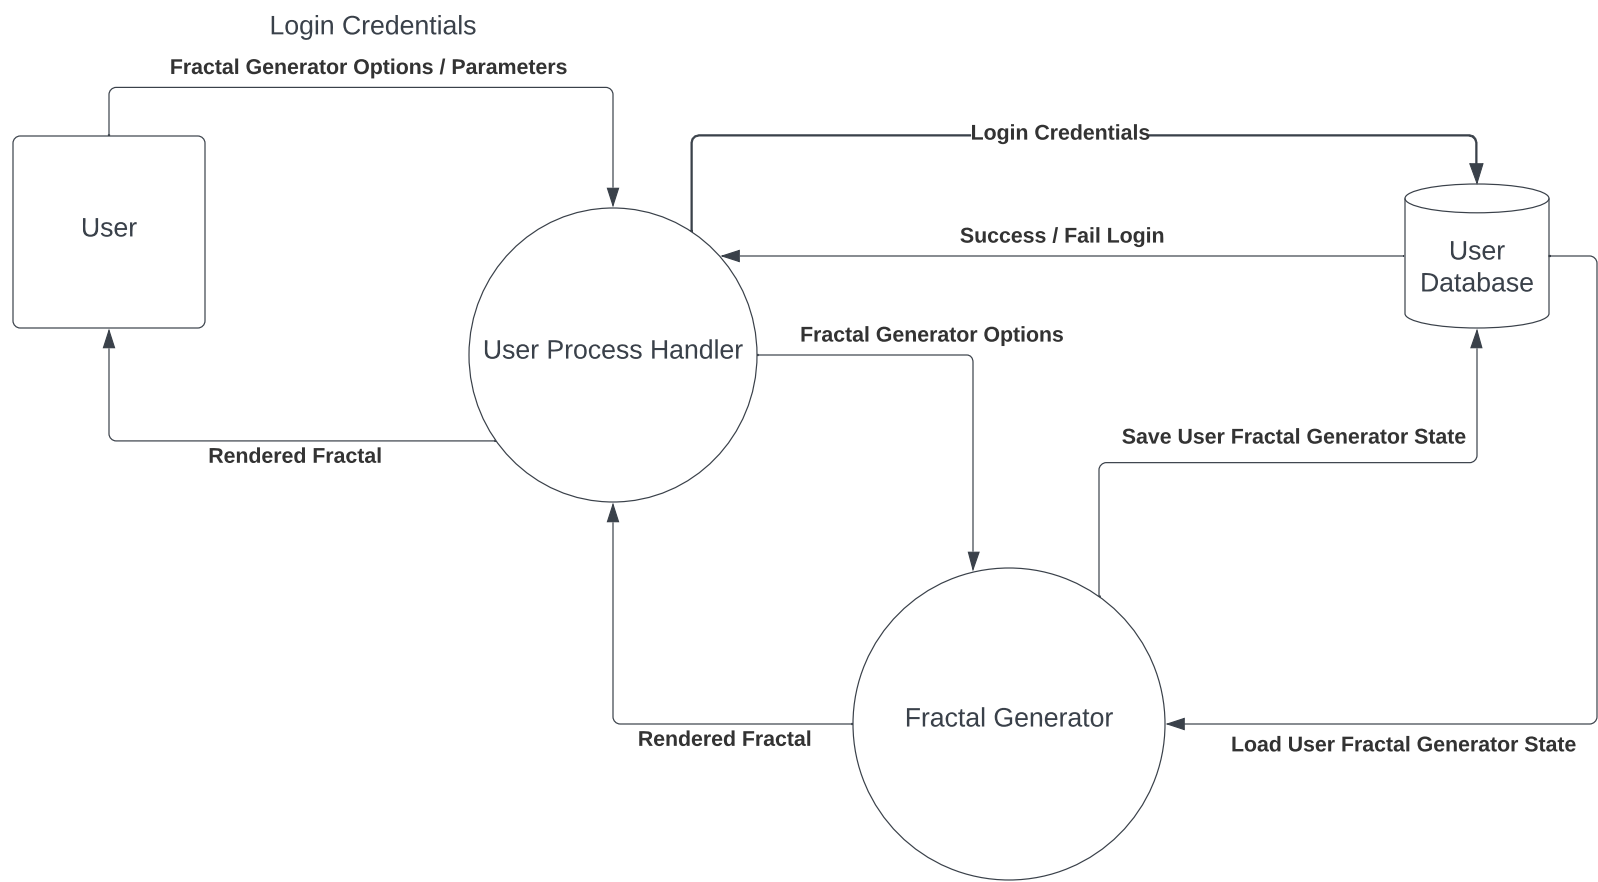 Login Credentials
Fractal Generator Options / Parameters
Login Credentials
User
Success / Fail Login
User
Database
Fractal Generator Options
User Process Handler
Save User Fractal Generator State
Rendered Fractal
Fractal Generator
Rendered Fractal
Load User Fractal Generator State